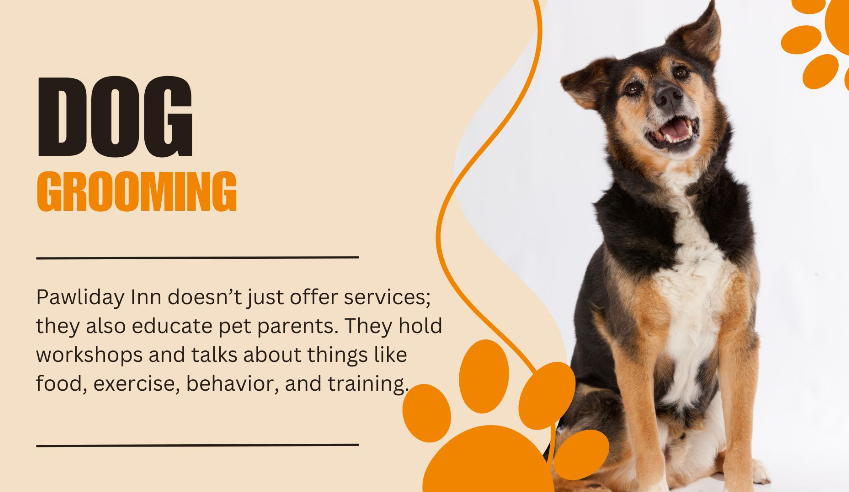 DOG
GROOMING
Pawliday Inn doesn’t just offer services;
they also educate pet parents. They hold
workshops and talks about things like
food, exercise, behavior, and training.